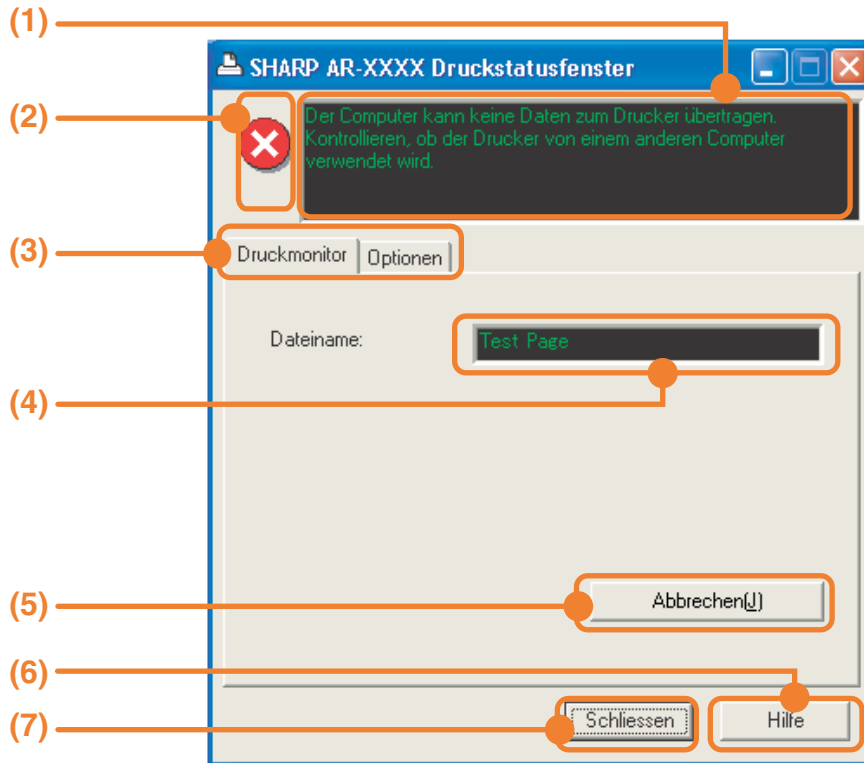 (1)
SHARP AR-XXXX Druckstatusfenster
(2)
Der Computer kann keine Daten zum Drucker übertragen.
Kontrollieren, ob der Drucker von einem anderen Computer
verwendet wird.
(3)
Druckmonitor
Optionen
Dateiname:
Test Page
(4)
(5)
Abbrechen(J)
(6)
(7)
Schliessen
Hilfe